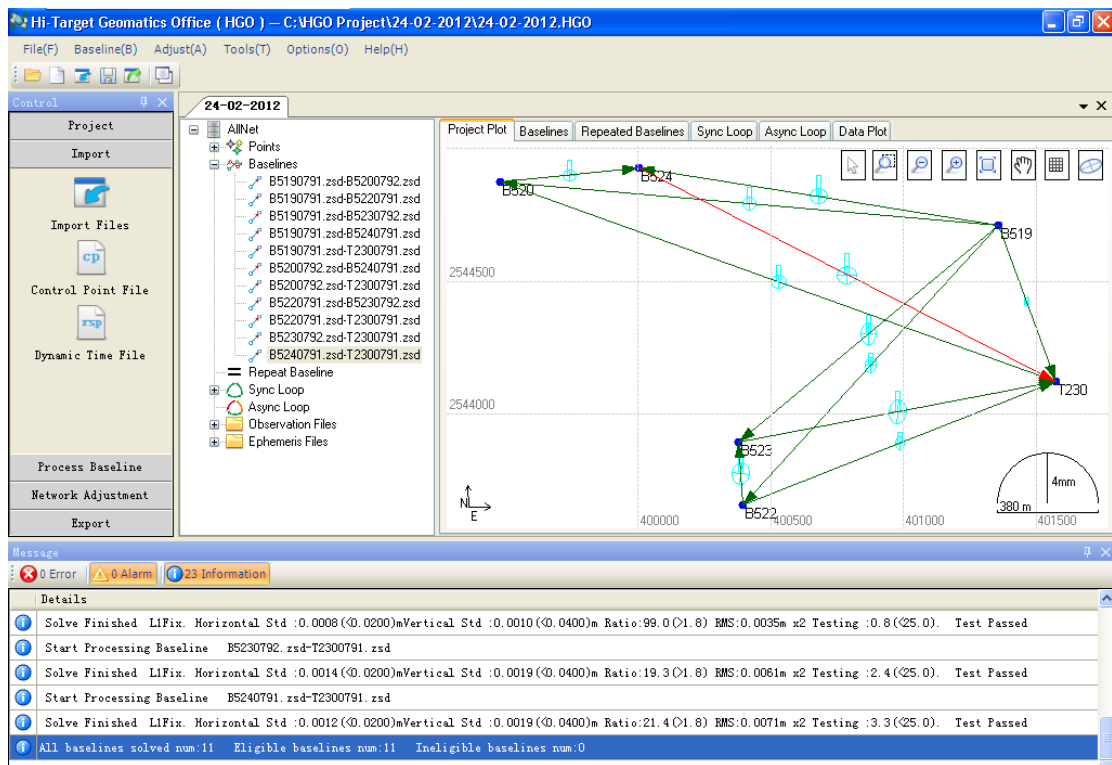 Hi-Target Geomatics Office ( HGO ) — C:\HGO Project\24-02-2012\24-02-2012.HGO
File(F) Baseline(B) Adjust(A) Tools(T) Options(O) Help(H)
Control
Project
Import
Import Files
cp
Control Point File
rsp
Dynamic Time File
Process Baseline
Network Adjustment
Export
24-02-2012
AllNet
Points
Baselines
B5190791.zsd-B5200792.zsd
B5190791.zsd-B5220791.zsd
B5190791.zsd-B5230792.zsd
B5190791.zsd-B5240791.zsd
B5190791.zsd-T2300791.zsd
B5200792.zsd-B5240791.zsd
B5200792.zsd-T2300791.zsd
B5220791.zsd-B5230792.zsd
B5220791.zsd-T2300791.zsd
B5230792.zsd-T2300791.zsd
B5240791.zsd-T2300791.zsd
Repeat Baseline
Sync Loop
Async Loop
Observation Files
Ephemeris Files
Project Plot Baselines Repeated Baselines Sync Loop Async Loop Data Plot
B524
B520
B519
2544500
T230
2544000
B523
4mm
380 m
N
E
B522
400000 400500 401000 401500
Message
0 Error 0 Alarm 23 Information
Details
Solve Finished L1Fix. Horizontal Std :0.0008(<0.0200)mVertical Std :0.0010(<0.0400)m Ratio:99.0(>1.8) RMS:0.0035m x2 Testing :0.8(<25.0). Test Passed
Start Processing Baseline B5230792.zsd-T2300791.zsd
Solve Finished L1Fix. Horizontal Std :0.0014(<0.0200)mVertical Std :0.0019(<0.0400)m Ratio:19.3(>1.8) RMS:0.0061m x2 Testing :2.4(<25.0). Test Passed
Start Processing Baseline B5240791.zsd-T2300791.zsd
Solve Finished L1Fix. Horizontal Std :0.0012(<0.0200)mVertical Std :0.0019(<0.0400)m Ratio:21.4(>1.8) RMS:0.0071m x2 Testing :3.3(<25.0). Test Passed
All baselines solved num:11 Eligible baselines num:11 Ineligible baselines num:0